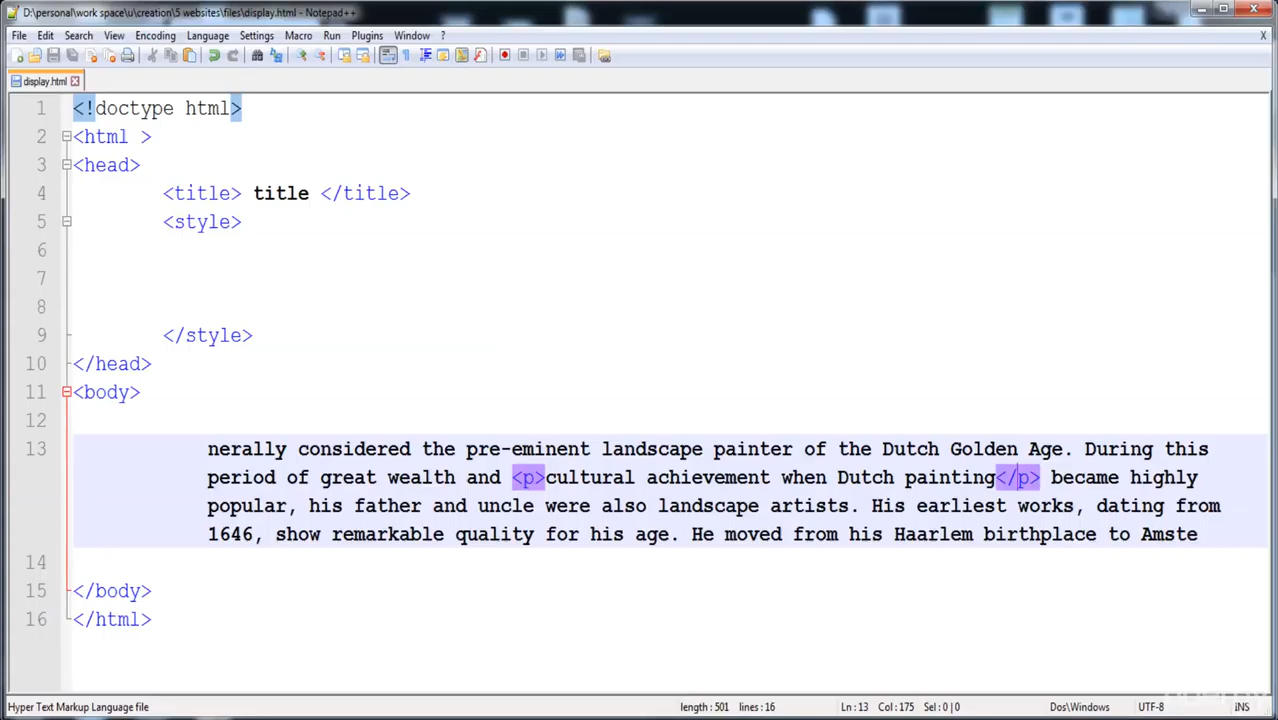 D:\personal\work space\u\creation\5 websites\files\display.html - Notepad++
File Edit Search View Encoding Language Settings Macro Run Plugins Window ? X
display.html
1 <!doctype html>
2 <html >
3 <head>
4 <title> title </title>
5 <style>
6
7
8
9 </style>
10 </head>
11 <body>
12
13 nerally considered the pre-eminent landscape painter of the Dutch Golden Age. During this
period of great wealth and <p>cultural achievement when Dutch painting</p> became highly
popular, his father and uncle were also landscape artists. His earliest works, dating from
1646, show remarkable quality for his age. He moved from his Haarlem birthplace to Amste
14
15 </body>
16 </html>
Hyper Text Markup Language file length : 501 lines : 16 Ln : 13 Col : 175 Sel : 0 | 0 Dos\Windows UTF-8 INS